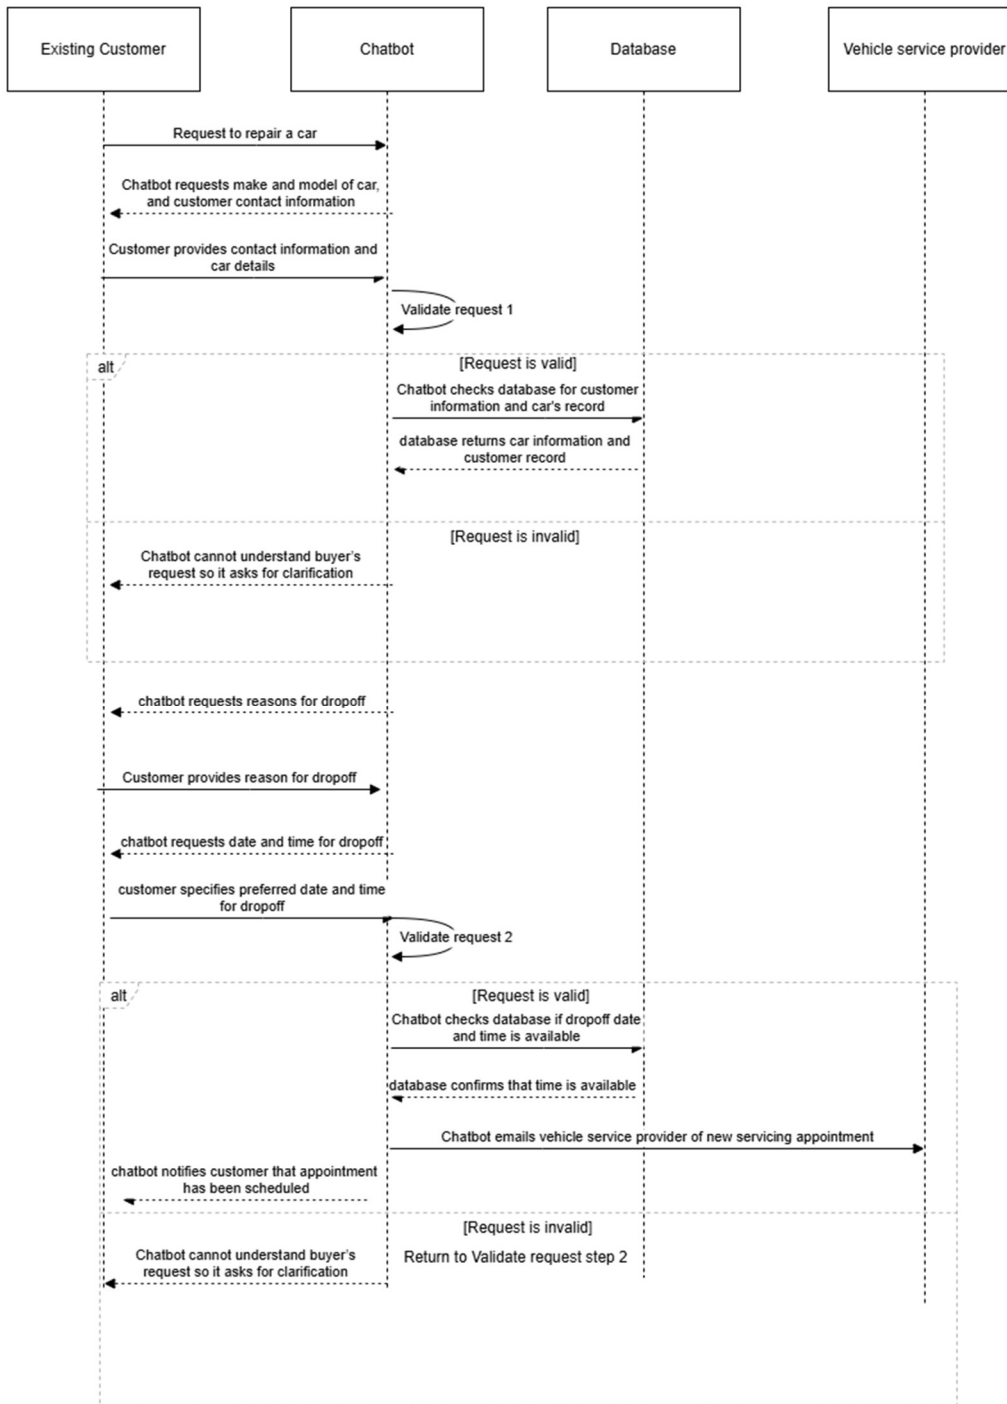 Existing Customer
Chatbot
Database
Vehicle service provider
Request to repair a car
Chatbot requests make and model of car,
and customer contact information
Customer provides contact information and
car details
Validate request 1
alt
[Request is valid]
Chatbot checks database for customer
information and car's record
database returns car information and
customer record
[Request is invalid]
Chatbot cannot understand buyer's
request so it asks for clarification
chatbot requests reasons for dropoff
Customer provides reason for dropoff
chatbot requests date and time for dropoff
customer specifies preferred date and time
for dropoff
Validate request 2
alt
[Request is valid]
Chatbot checks database if dropoff date
and time is available
database confirms that time is available
Chatbot emails vehicle service provider of new servicing appointment
chatbot notifies customer that appointment
has been scheduled
[Request is invalid]
Chatbot cannot understand buyer's
request so it asks for clarification
Return to Validate request step 2